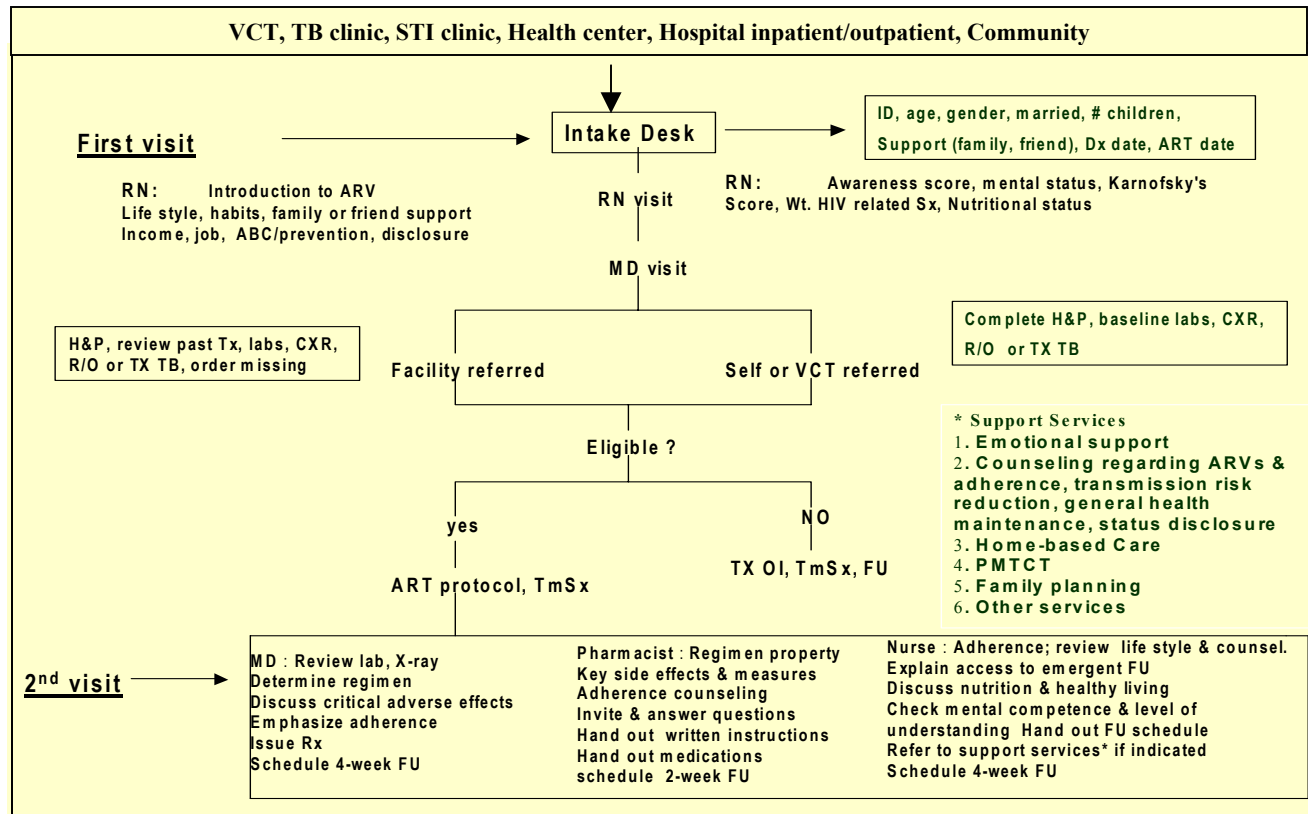 VCT, TB clinic, STI clinic, Health center, Hospital inpatient/outpatient, Community
First visit
Intake Desk
ID, age, gender, married, # children,
Support (family, friend), Dx date, ART date
RN: Introduction to ARV
Life style, habits, family or friend support
Income, job, ABC/prevention, disclosure
RN visit
RN: Awareness score, mental status, Karnofsky's
Score, Wt. HIV related Sx, Nutritional status
MD visit
H&P, review past Tx, labs, CXR,
R/O or TX TB, order missing
Facility referred
Self or VCT referred
Complete H&P, baseline labs, CXR,
R/O or TX TB
Eligible ?
yes
NO
ART protocol, TmSx
TX OI, TmSx, FU
* Support Services
1. Emotional support
2. Counseling regarding ARVs &
adherence, transmission risk
reduction, general health
maintenance, status disclosure
3. Home-based Care
4. PMTCT
5. Family planning
6. Other services
2nd visit
MD : Review lab, X-ray
Determine regimen
Discuss critical adverse effects
Emphasize adherence
Issue Rx
Schedule 4-week FU
Pharmacist : Regimen property
Key side effects & measures
Adherence counseling
Invite & answer questions
Hand out written instructions
Hand out medications
schedule 2-week FU
Nurse : Adherence; review life style & counsel.
Explain access to emergent FU
Discuss nutrition & healthy living
Check mental competence & level of
understanding Hand out FU schedule
Refer to support services* if indicated
Schedule 4-week FU